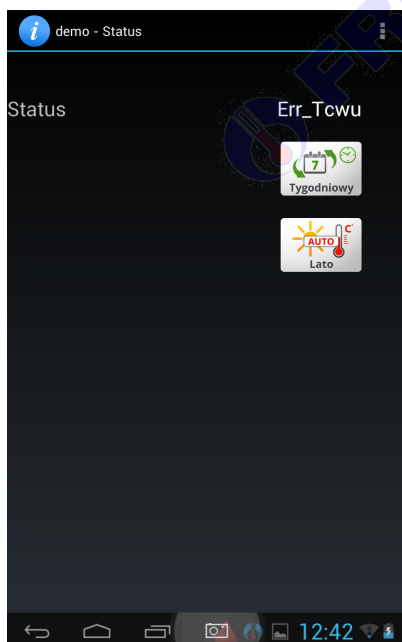 demo - Status
Status
Err_Tcwu
7
Tygodniowy
AUTO
C°
Lato
12:42